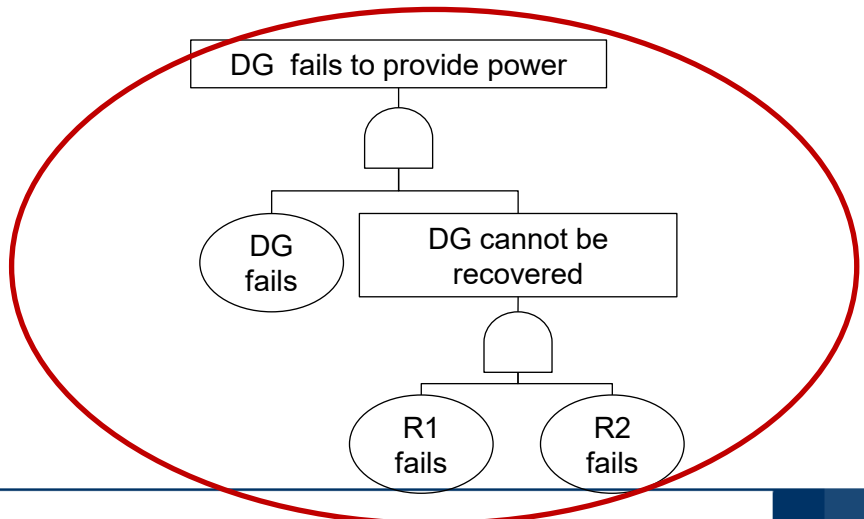 DG fails to provide power
DG
fails
DG cannot be
recovered
R1
fails
R2
fails